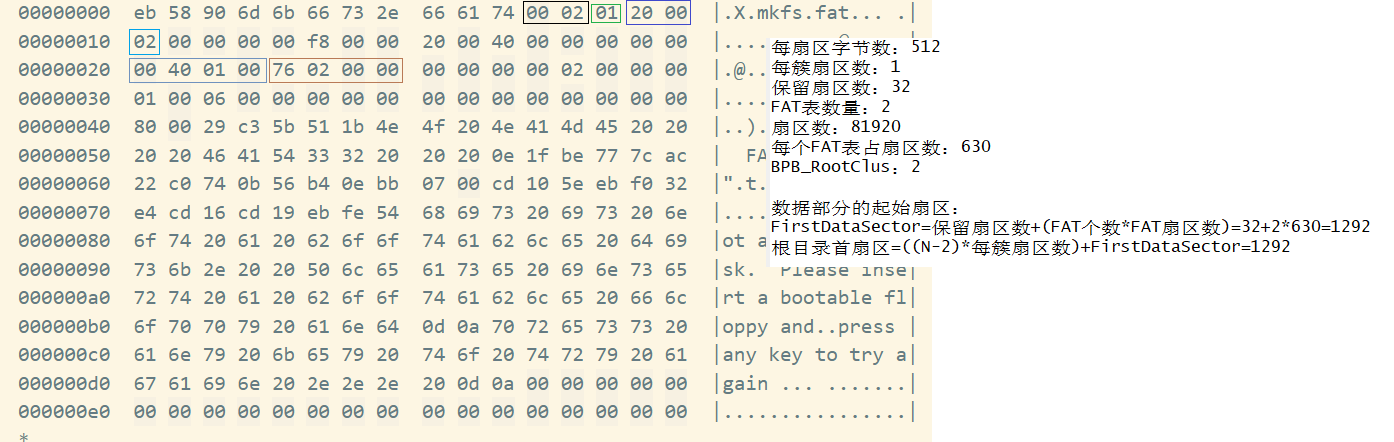 00000000 eb 58 90 6d 6b 66 73 2e 66 61 74 00 02 01 20 00 |.X.mkfs.fat... .|
00000010 02 00 00 00 00 f8 00 00 20 00 40 00 00 00 00 00 |........
00000020 00 40 01 00 76 02 00 00 00 00 00 00 02 00 00 00 |.@..
00000030 01 00 06 00 00 00 00 00 00 00 00 00 00 00 00 00 |....
00000040 80 00 29 c3 5b 51 1b 4e 4f 20 4e 41 4d 45 20 20 |..).
00000050 20 20 46 41 54 33 32 20 20 20 0e 1f be 77 7c ac | FA
00000060 22 c0 74 0b 56 b4 0e bb 07 00 cd 10 5e eb f0 32 |".t.
00000070 e4 cd 16 cd 19 eb fe 54 68 69 73 20 69 73 20 6e |....
00000080 6f 74 20 61 20 62 6f 6f 74 61 62 6c 65 20 64 69 |ot a
00000090 73 6b 2e 20 20 50 6c 65 61 73 65 20 69 6e 73 65 |sk. Please inse|
000000a0 72 74 20 61 20 62 6f 6f 74 61 62 6c 65 20 66 6c |rt a bootable fl|
000000b0 6f 70 70 79 20 61 6e 64 0d 0a 70 72 65 73 73 20 |oppy and..press |
000000c0 61 6e 79 20 6b 65 79 20 74 6f 20 74 72 79 20 61 |any key to try a|
000000d0 67 61 69 6e 20 2e 2e 2e 20 0d 0a 00 00 00 00 00 |gain ... .......|
000000e0 00 00 00 00 00 00 00 00 00 00 00 00 00 00 00 00 |................|
*
每扇区字节数：512
每簇扇区数：1
保留扇区数：32
FAT表数量：2
扇区数：81920
每个FAT表占扇区数：630
BPB_RootClus：2
数据部分的起始扇区：
FirstDataSector=保留扇区数+(FAT个数*FAT扇区数)=32+2*630=1292
根目录首扇区=((N-2)*每簇扇区数)+FirstDataSector=1292